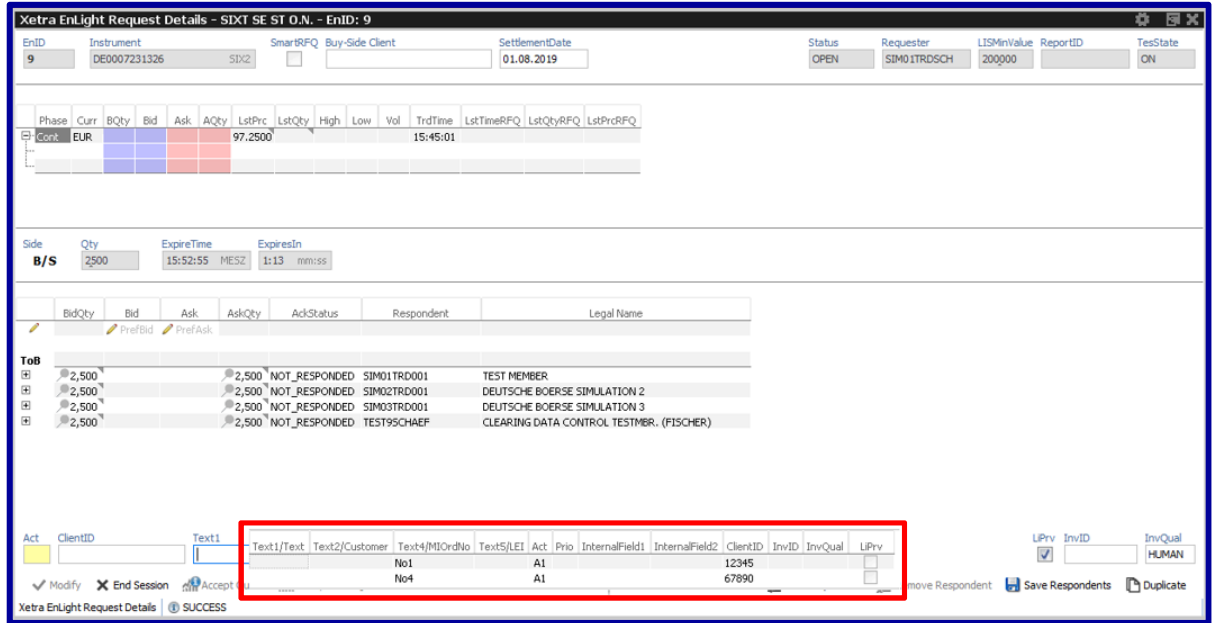 Xetra EnLight Request Details - SIXT SE ST O.N. - EnID: 9
EnID Instrument SmartRFQ Buy-Side Client SettlementDate Status Requester LISMinValue ReportID TesState
9 DE0007231326 SIX2 01.08.2019 OPEN SIM01TRDSCH 200000 ON
Phase Curr BQty Bid Ask AQty LstPrc LstQty High Low Vol TrdTime LstTimeRFQ LstQtyRFQ LstPrcRFQ
Cont EUR 97.2500 15:45:01
Side Qty ExpireTime ExpiresIn
B/S 2500 15:52:55 MESZ 1:13 mm:ss
BidQty Bid Ask AskQty AckStatus Respondent Legal Name
PrefBid PrefAsk
ToB
2,500 2,500 NOT_RESPONDED SIM01TRD001 TEST MEMBER
2,500 2,500 NOT_RESPONDED SIM02TRD001 DEUTSCHE BOERSE SIMULATION 2
2,500 2,500 NOT_RESPONDED SIM03TRD001 DEUTSCHE BOERSE SIMULATION 3
2,500 2,500 NOT_RESPONDED TEST95CHAEF CLEARING DATA CONTROL TESTMBR. (FISCHER)
Act ClientID Text1 LiPrv InvID InvQual
HUMAN
Text1/Text Text2/Customer Text4/MIOrdNo Text5/LEI Act Prio InternalField1 InternalField2 ClientID InvID InvQual LiPrv
No1 A1 12345
No4 A1 67890
Modify End Session Accept Respondent Save Respondents Duplicate
Xetra EnLight Request Details SUCCESS